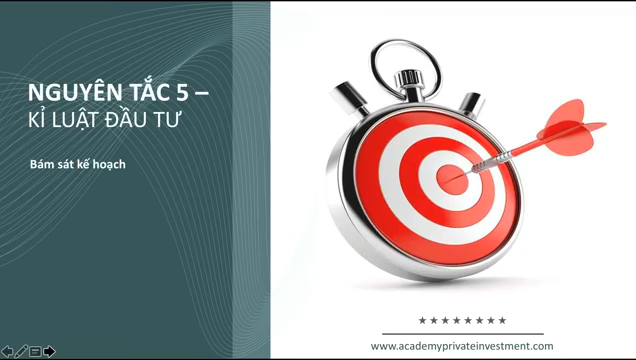 NGUYÊN TẮC 5 –
KỈ LUẬT ĐẦU TƯ
Bám sát kế hoạch
www.academyprivateinvestment.com